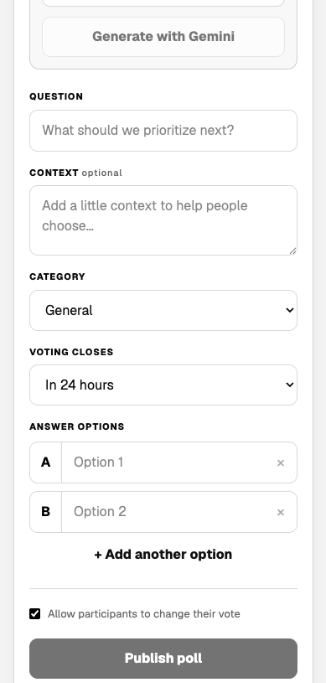 Generate with Gemini
QUESTION
What should we prioritize next?
CONTEXT optional
Add a little context to help people
choose...
CATEGORY
General
VOTING CLOSES
In 24 hours
ANSWER OPTIONS
A Option 1 ×
B Option 2 ×
+ Add another option
Allow participants to change their vote
Publish poll